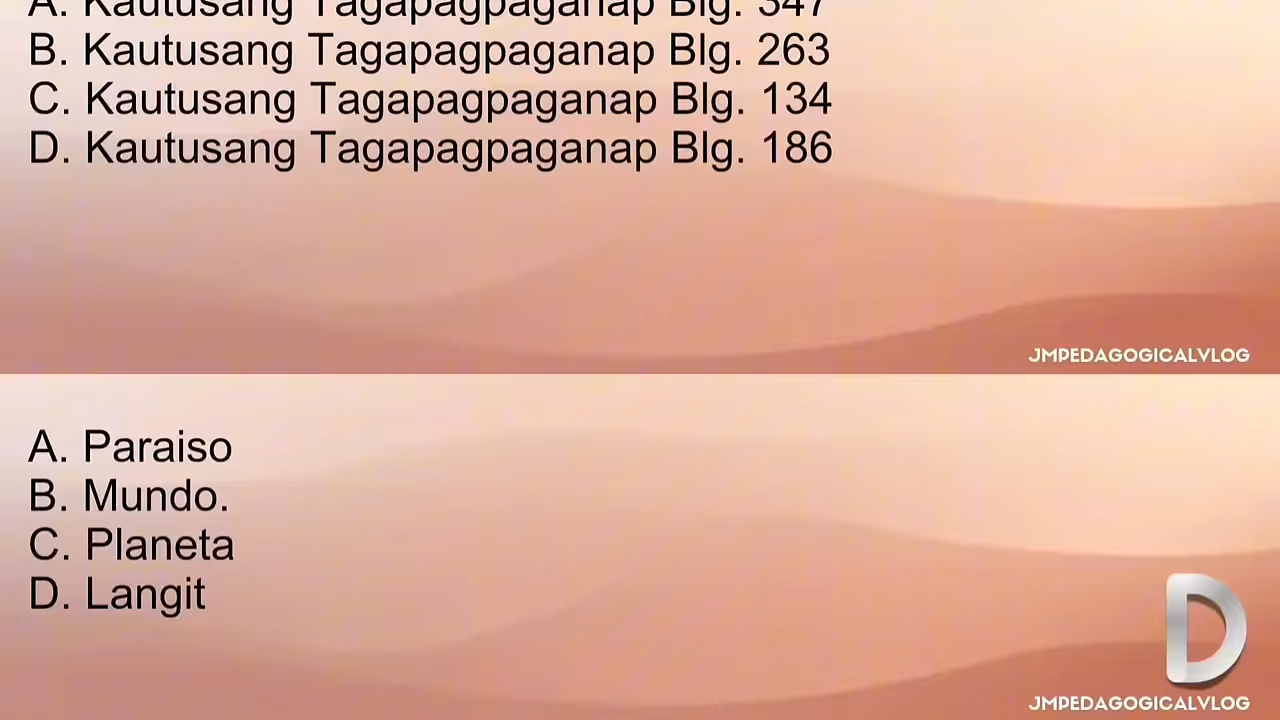 A. Kautusang Tagapagpaganap Blg. 347
B. Kautusang Tagapagpaganap Blg. 263
C. Kautusang Tagapagpaganap Blg. 134
D. Kautusang Tagapagpaganap Blg. 186
JMPEDAGOGICALVLOG
A. Paraiso
B. Mundo.
C. Planeta
D. Langit
D
JMPEDAGOGICALVLOG